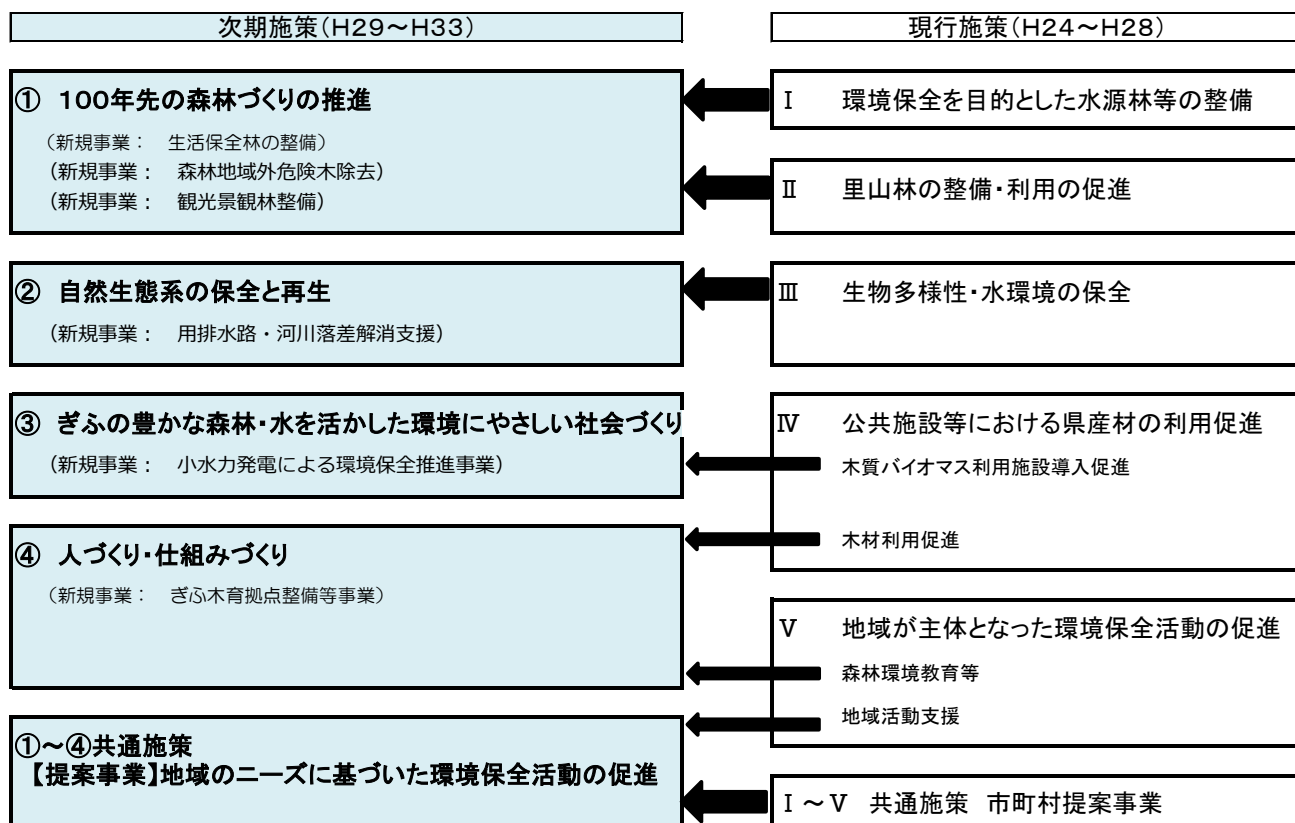 次期施策(H29～H33)
① 100年先の森林づくりの推進
（新規事業： 生活保全林の整備）
（新規事業： 森林地域外危険木除去）
（新規事業： 観光景観林整備）
② 自然生態系の保全と再生
（新規事業： 用排水路・河川落差解消支援）
③ ぎふの豊かな森林・水を活かした環境にやさしい社会づくり
（新規事業： 小水力発電による環境保全推進事業）
④ 人づくり・仕組みづくり
（新規事業： ぎふ木育拠点整備等事業）
①～④共通施策
【提案事業】地域のニーズに基づいた環境保全活動の促進
現行施策(H24～H28)
Ⅰ 環境保全を目的とした水源林等の整備
Ⅱ 里山林の整備・利用の促進
Ⅲ 生物多様性・水環境の保全
Ⅳ 公共施設等における県産材の利用促進
木質バイオマス利用施設導入促進
木材利用促進
Ⅴ 地域が主体となった環境保全活動の促進
森林環境教育等
地域活動支援
Ⅰ～Ⅴ 共通施策 市町村提案事業